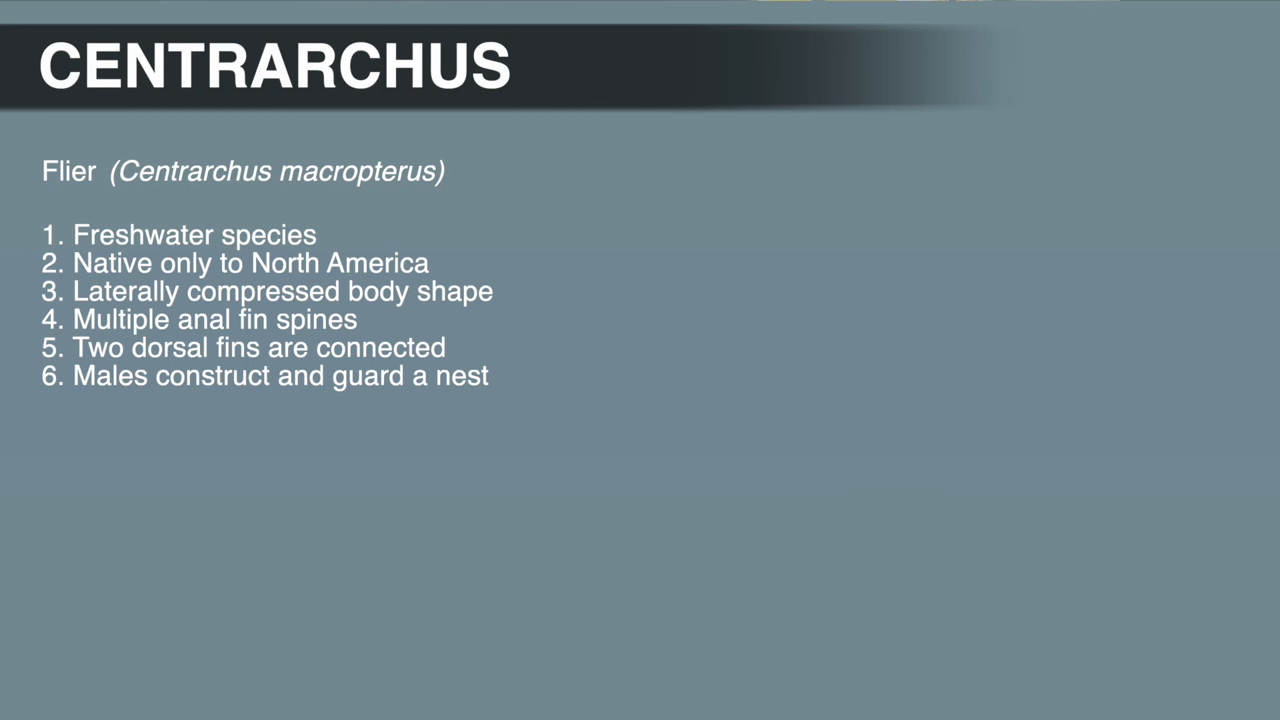 CENTRARCHUS
Flier (Centrarchus macropterus)
1. Freshwater species
2. Native only to North America
3. Laterally compressed body shape
4. Multiple anal fin spines
5. Two dorsal fins are connected
6. Males construct and guard a nest